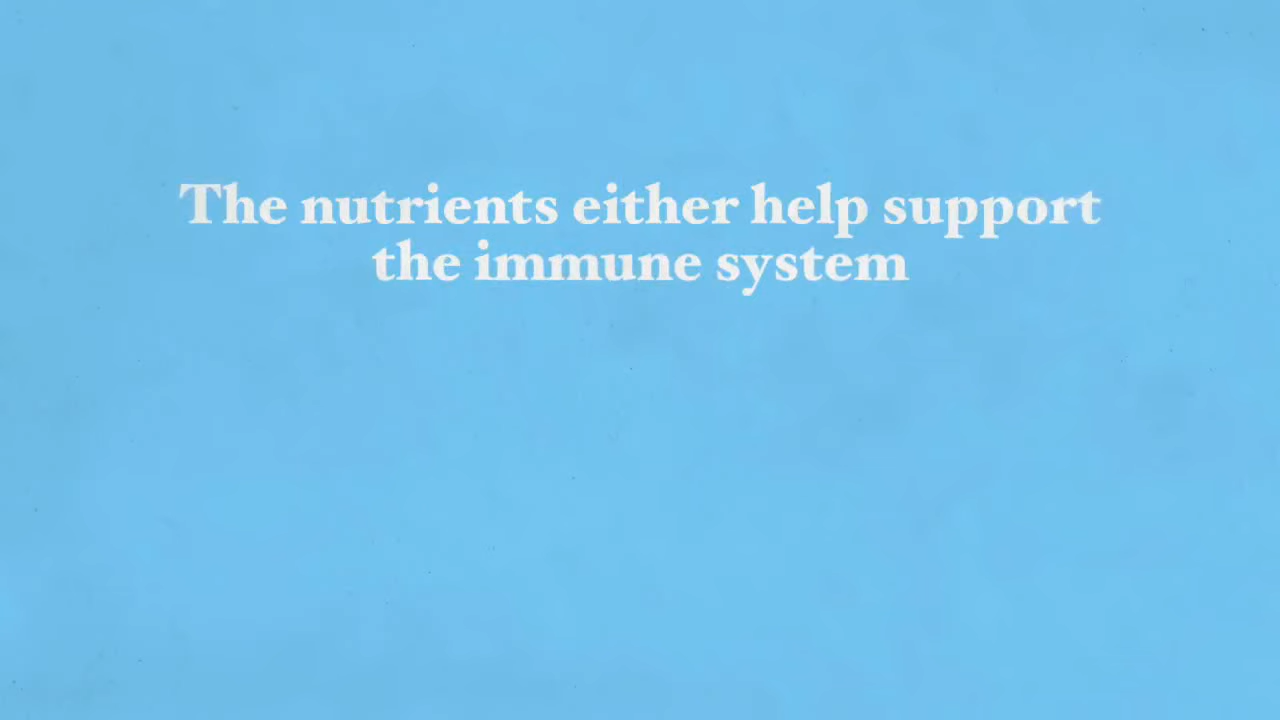 The nutrients either help support
the immune system